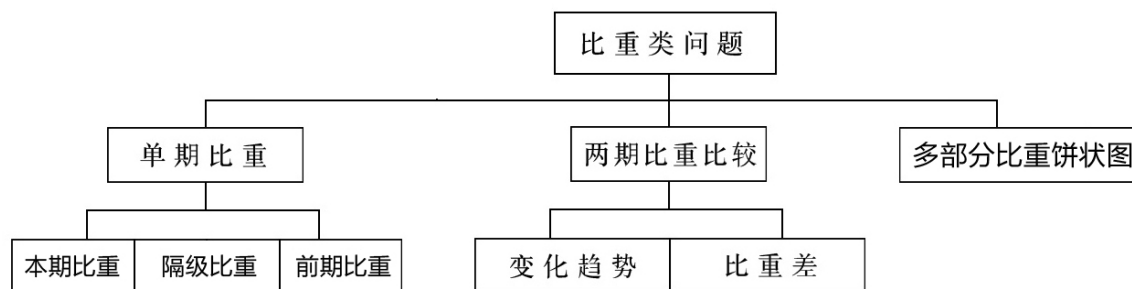 比重类问题
单期比重
两期比重比较
多部分比重饼状图
本期比重
隔级比重
前期比重
变化趋势
比重差